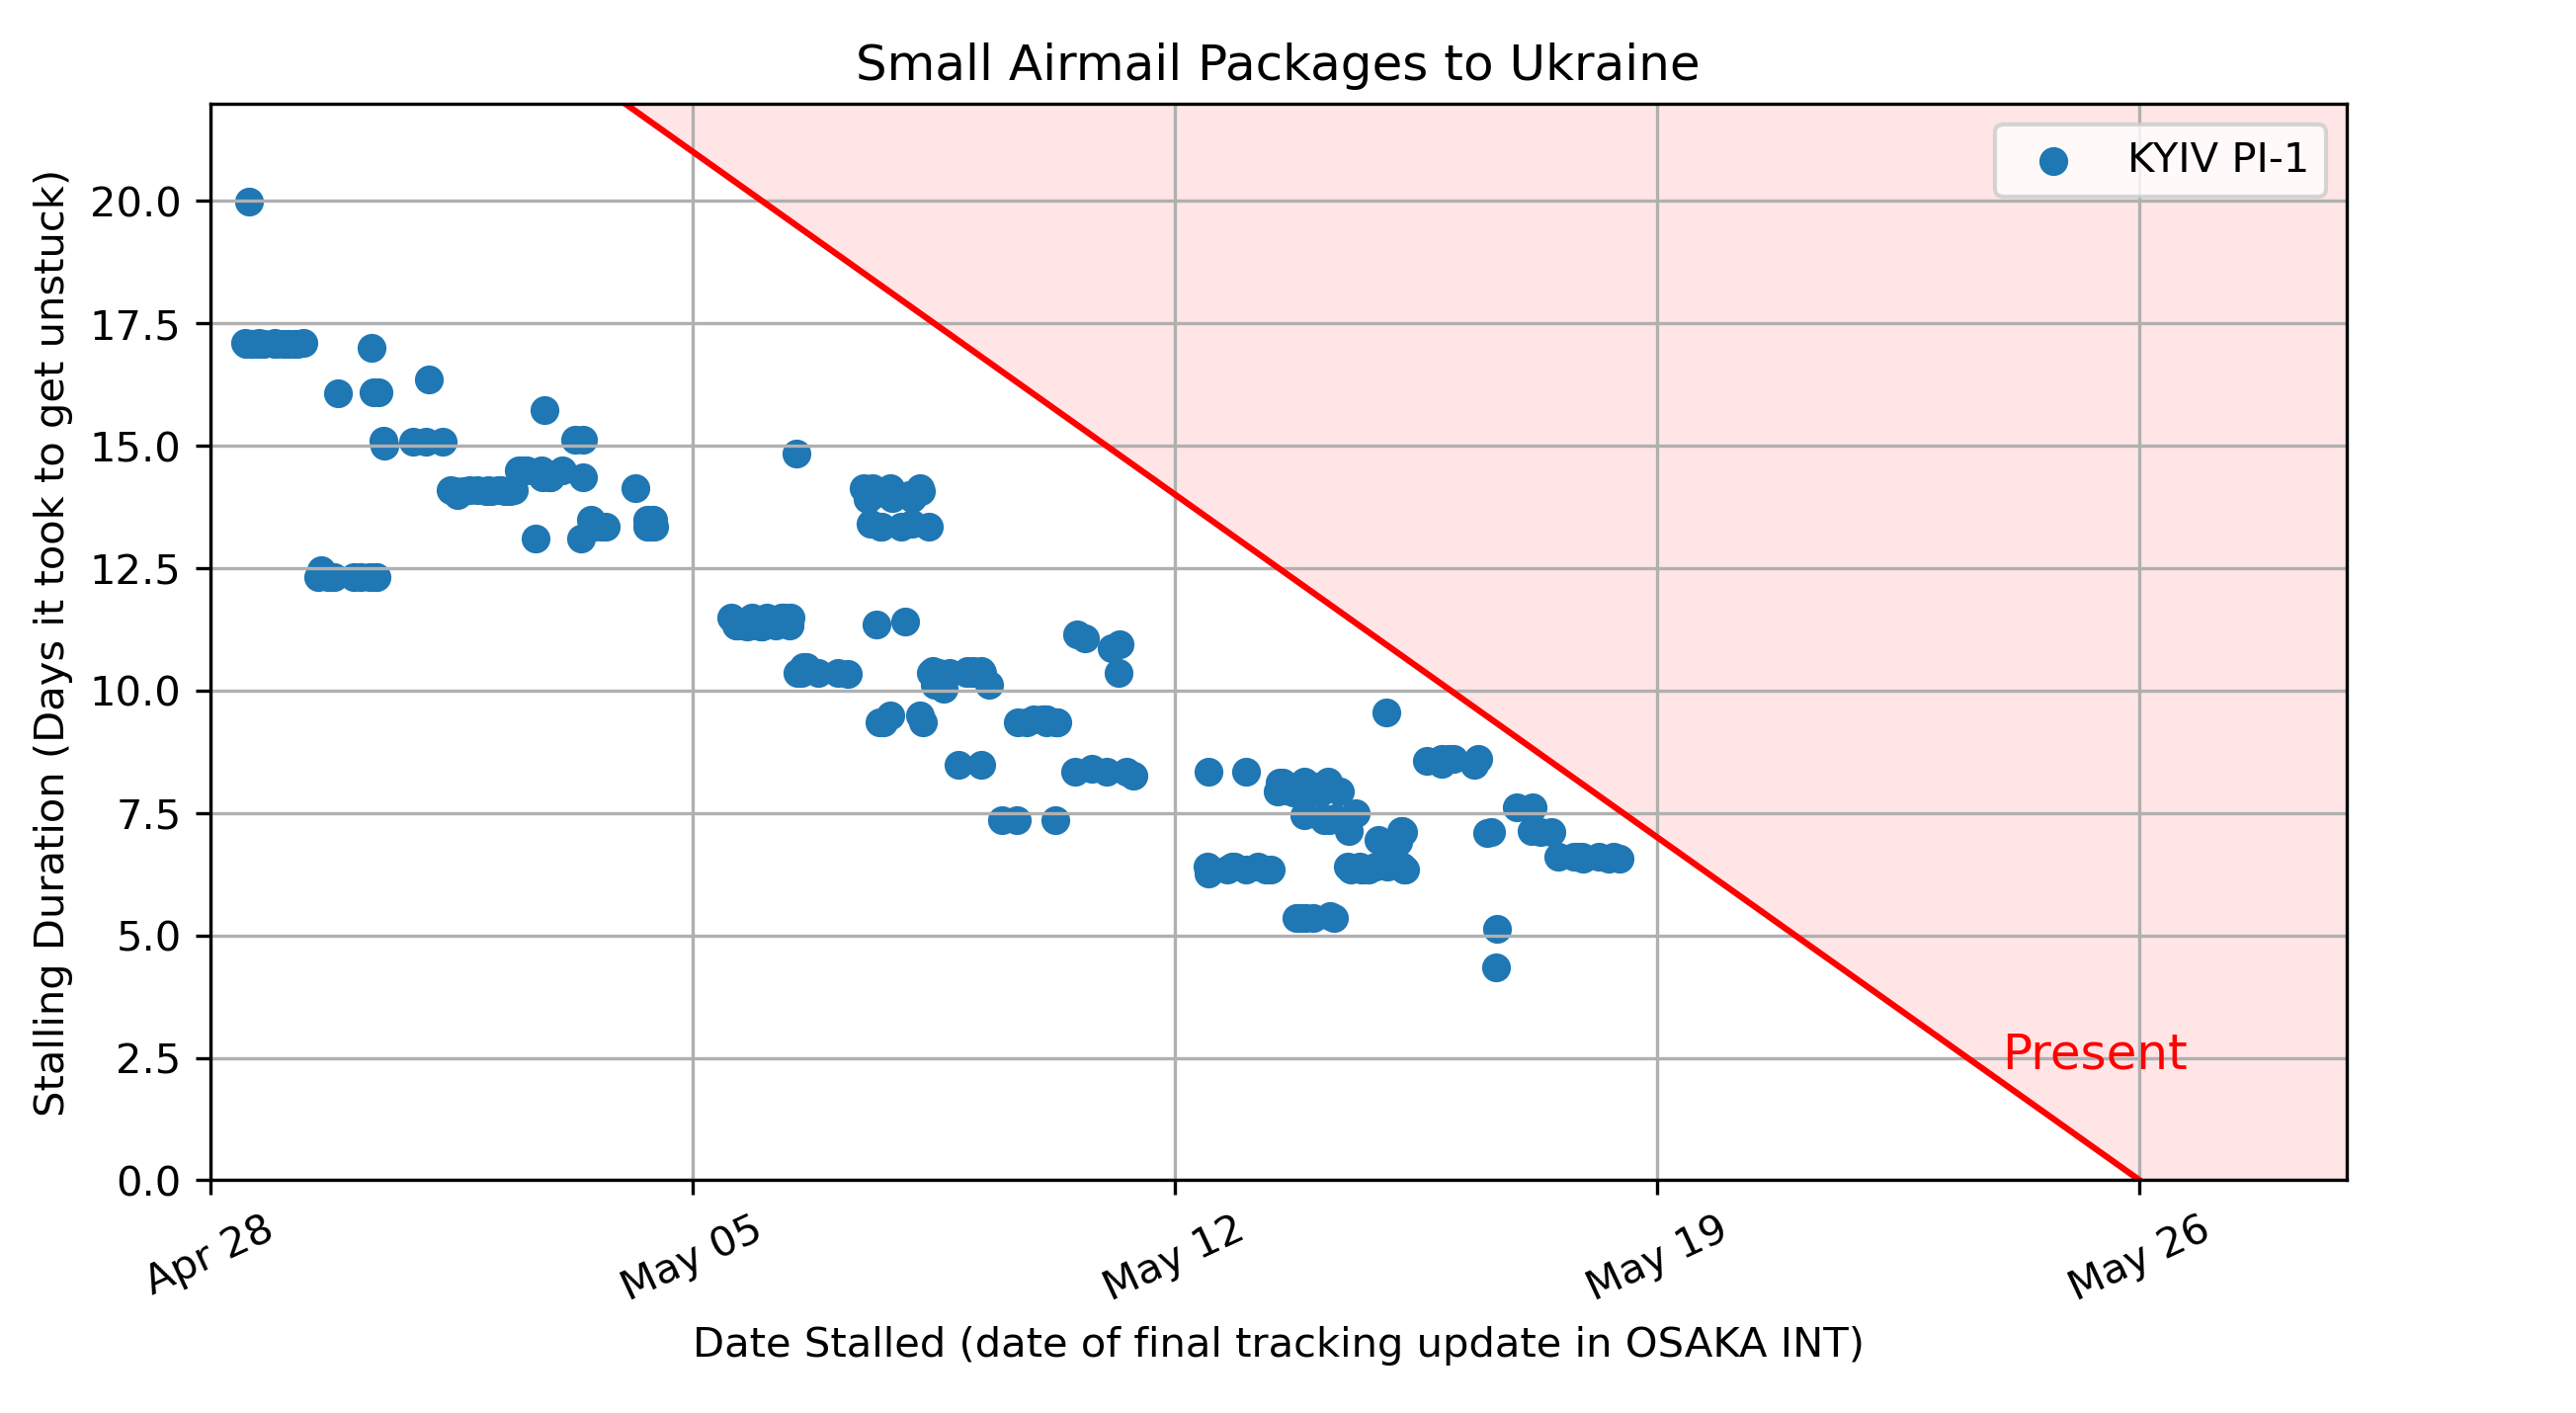 Small Airmail Packages to Ukraine
KYIV PI-1
Stalling Duration (Days it took to get unstuck)
20.0
17.5
15.0
12.5
10.0
7.5
5.0
2.5
0.0
Present
Apr 28
May 05
May 12
May 19
May 26
Date Stalled (date of final tracking update in OSAKA INT)